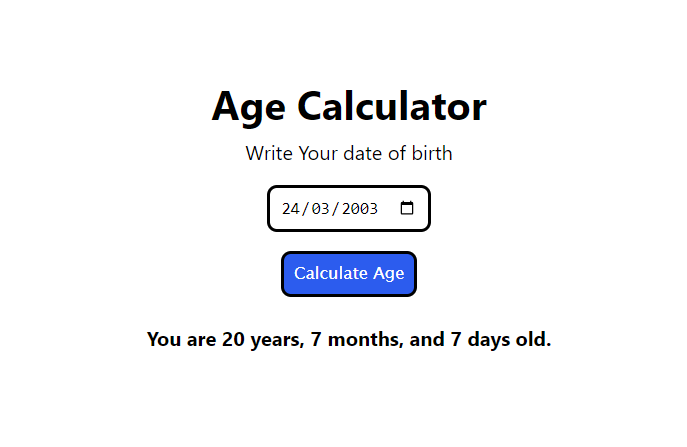 Age Calculator
Write Your date of birth
24/03/2003
Calculate Age
You are 20 years, 7 months, and 7 days old.